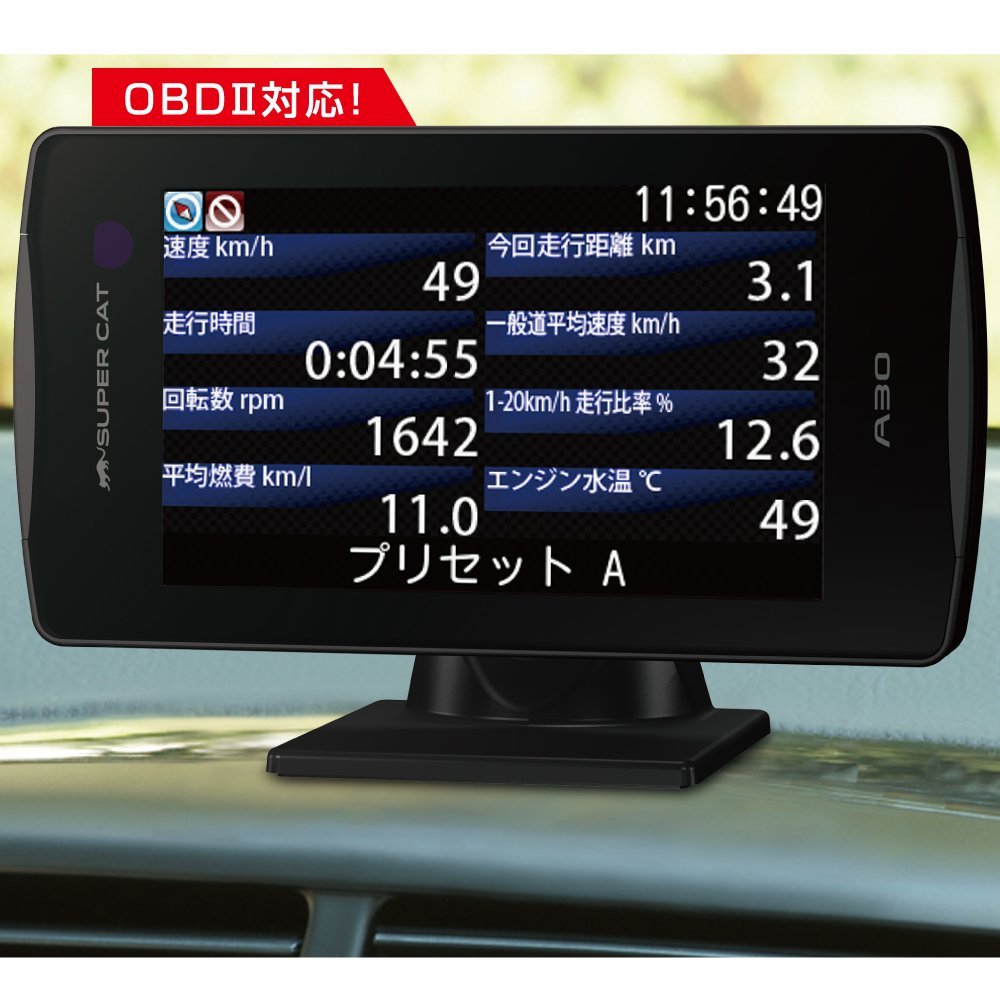 OBDⅡ対応!
11:56:49
速度 km/h
49
今回走行距離 km
3.1
走行時間
0:04:55
一般道平均速度 km/h
32
回転数 rpm
1642
1-20km/h 走行比率 %
12.6
平均燃費 km/l
11.0
エンジン水温 ℃
49
プリセット A
SUPER CAT
A30